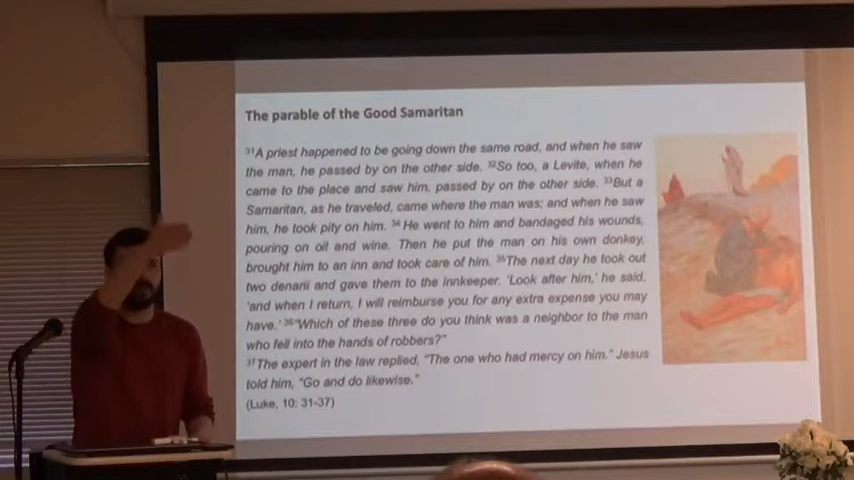 The parable of the Good Samaritan
31A priest happened to be going down the same road, and when he saw
the man, he passed by on the other side. 32So too, a Levite, when he
came to the place and saw him, passed by on the other side. 33But a
Samaritan, as he traveled, came where the man was; and when he saw
him, he took pity on him. 34He went to him and bandaged his wounds,
pouring on oil and wine. Then he put the man on his own donkey,
brought him to an inn and took care of him. 35The next day he took out
two denarii and gave them to the innkeeper. ‘Look after him,’ he said,
‘and when I return, I will reimburse you for any extra expense you may
have.’ 36“Which of these three do you think was a neighbor to the man
who fell into the hands of robbers?”
37The expert in the law replied, “The one who had mercy on him.” Jesus
told him, “Go and do likewise.”
(Luke, 10: 31-37)